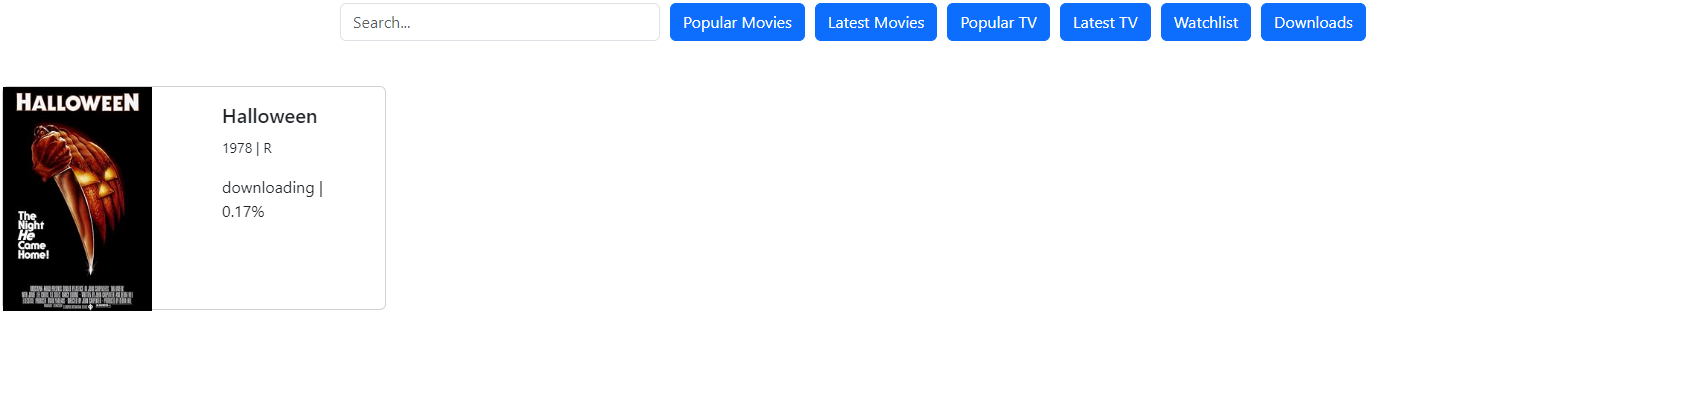 Search...
Popular Movies
Latest Movies
Popular TV
Latest TV
Watchlist
Downloads
HALLOWEEN
The
Night
He
Came
Home!
Halloween
1978 | R
downloading |
0.17%